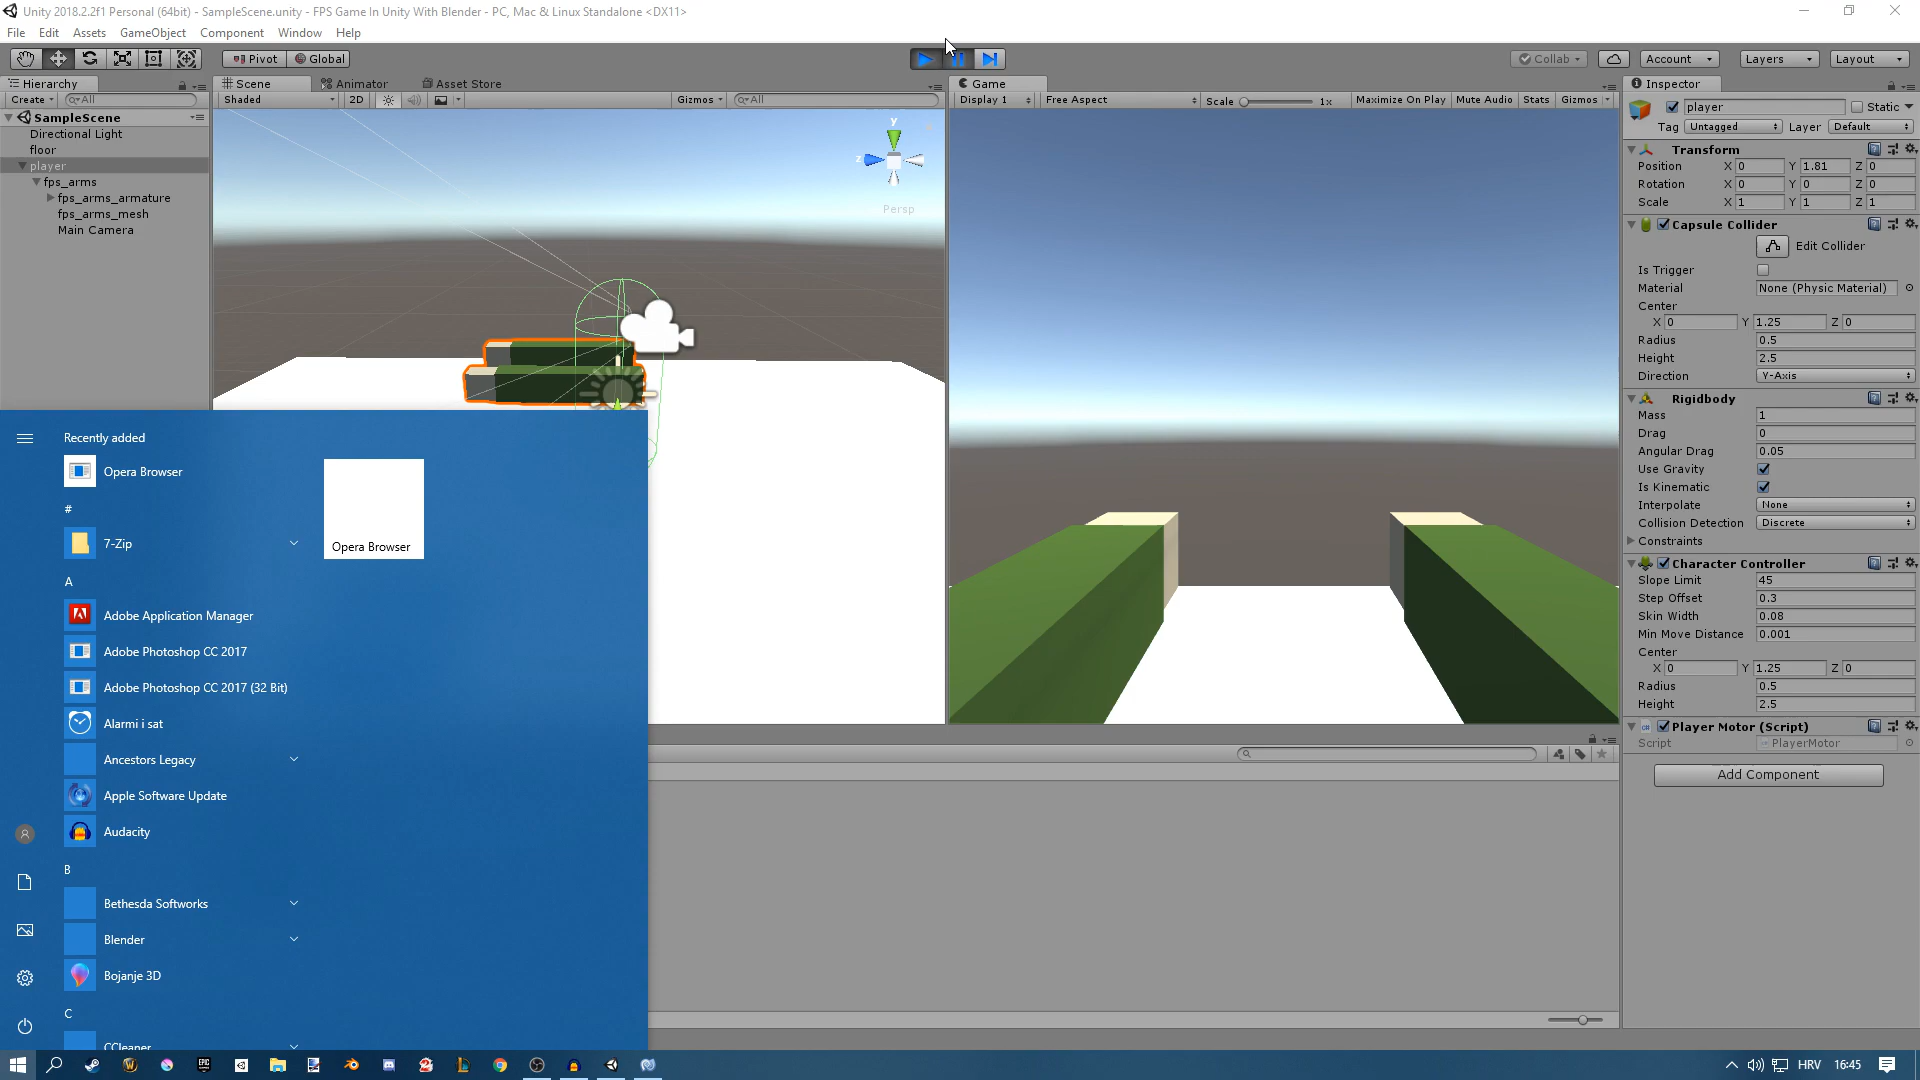 Unity 2018.2.2f1 Personal (64bit) - SampleScene.unity - FPS Game In Unity With Blender - PC, Mac & Linux Standalone <DX11>
File Edit Assets GameObject Component Window Help
Pivot Global Collab Account Layers Layout
Hierarchy
Create All
SampleScene
Directional Light
floor
player
fps_arms
fps_arms_armature
fps_arms_mesh
Main Camera
Scene Animator Asset Store
Shaded 2D Gizmos All
y
z
Persp
Game
Display 1 Free Aspect Scale 1x Maximize On Play Mute Audio Stats Gizmos
Inspector
player Static
Tag Untagged Layer Default
Transform
Position X 0 Y 1.81 Z 0
Rotation X 0 Y 0 Z 0
Scale X 1 Y 1 Z 1
Capsule Collider
Edit Collider
Is Trigger
Material None (Physic Material)
Center
X 0 Y 1.25 Z 0
Radius 0.5
Height 2.5
Direction Y-Axis
Rigidbody
Mass 1
Drag 0
Angular Drag 0.05
Use Gravity
Is Kinematic
Interpolate None
Collision Detection Discrete
Constraints
Character Controller
Slope Limit 45
Step Offset 0.3
Skin Width 0.08
Min Move Distance 0.001
Center
X 0 Y 1.25 Z 0
Radius 0.5
Height 2.5
Player Motor (Script)
Script PlayerMotor
Add Component
Recently added
Opera Browser
#
7-Zip
A
Adobe Application Manager
Adobe Photoshop CC 2017
Adobe Photoshop CC 2017 (32 Bit)
Alarmi i sat
Ancestors Legacy
Apple Software Update
Audacity
B
Bethesda Softworks
Blender
Bojanje 3D
C
CCleaner
Opera Browser
HRV 16:45